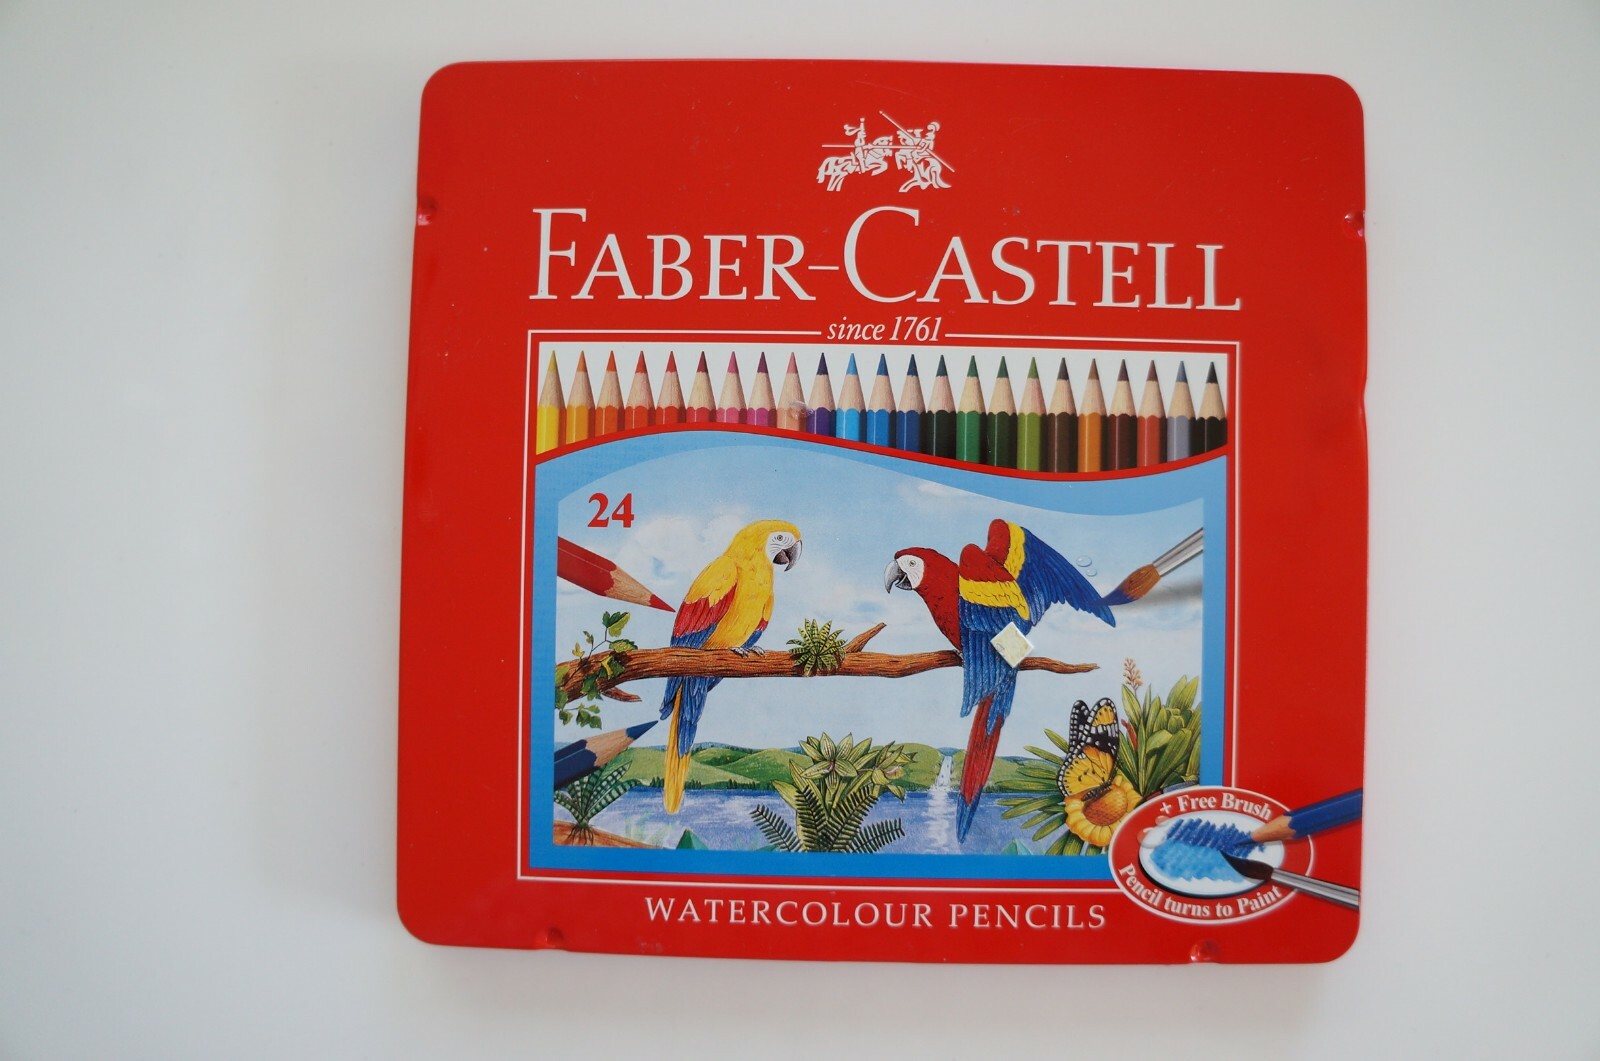 FABER-CASTELL
since 1761
24
+ Free Brush
Pencil turns to Paint
WATERCOLOUR PENCILS